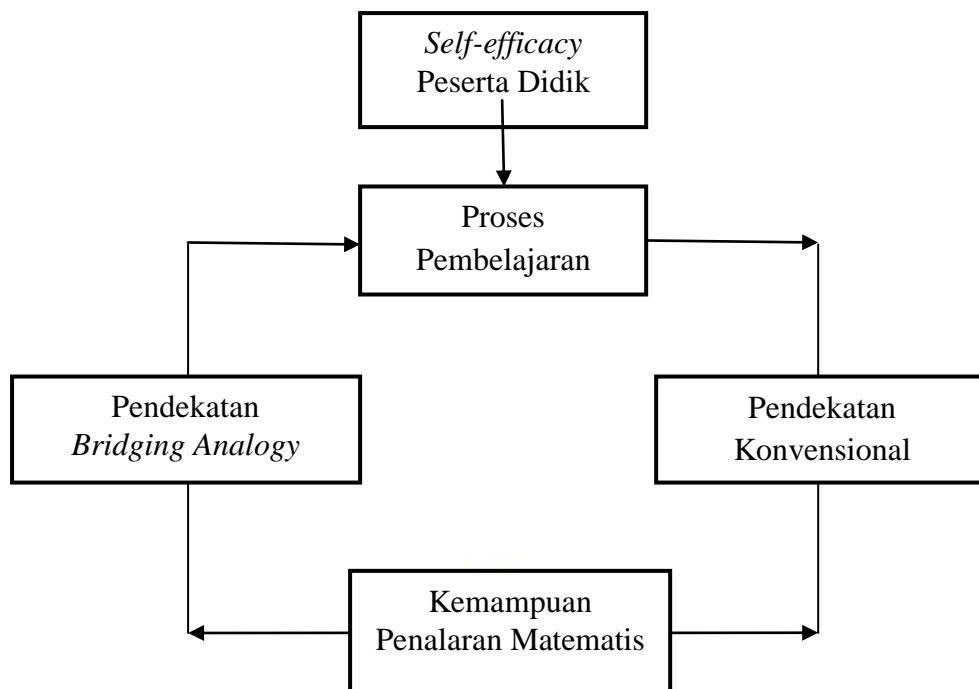 Self-efficacy
Peserta Didik
Proses
Pembelajaran
Pendekatan
Bridging Analogy
Pendekatan
Konvensional
Kemampuan
Penalaran Matematis